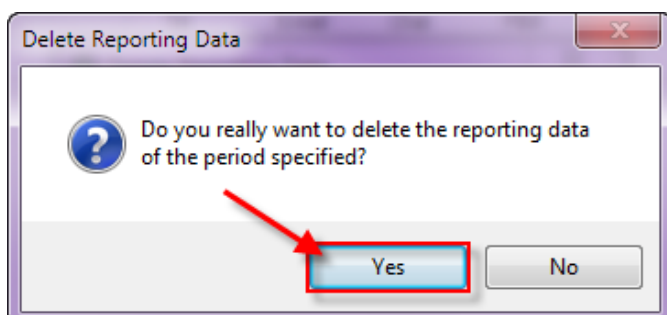 Delete Reporting Data
Do you really want to delete the reporting data
of the period specified?
Yes No